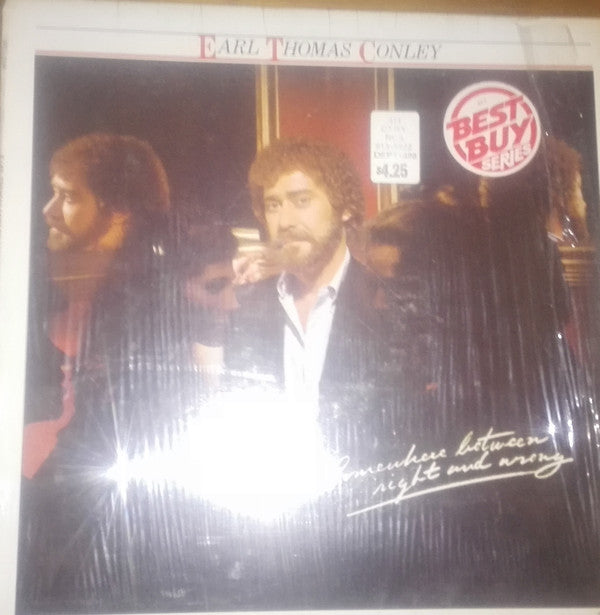 EARL THOMAS CONLEY
$4.25
BEST
BUY
SERIES
Somewhere between
right and wrong